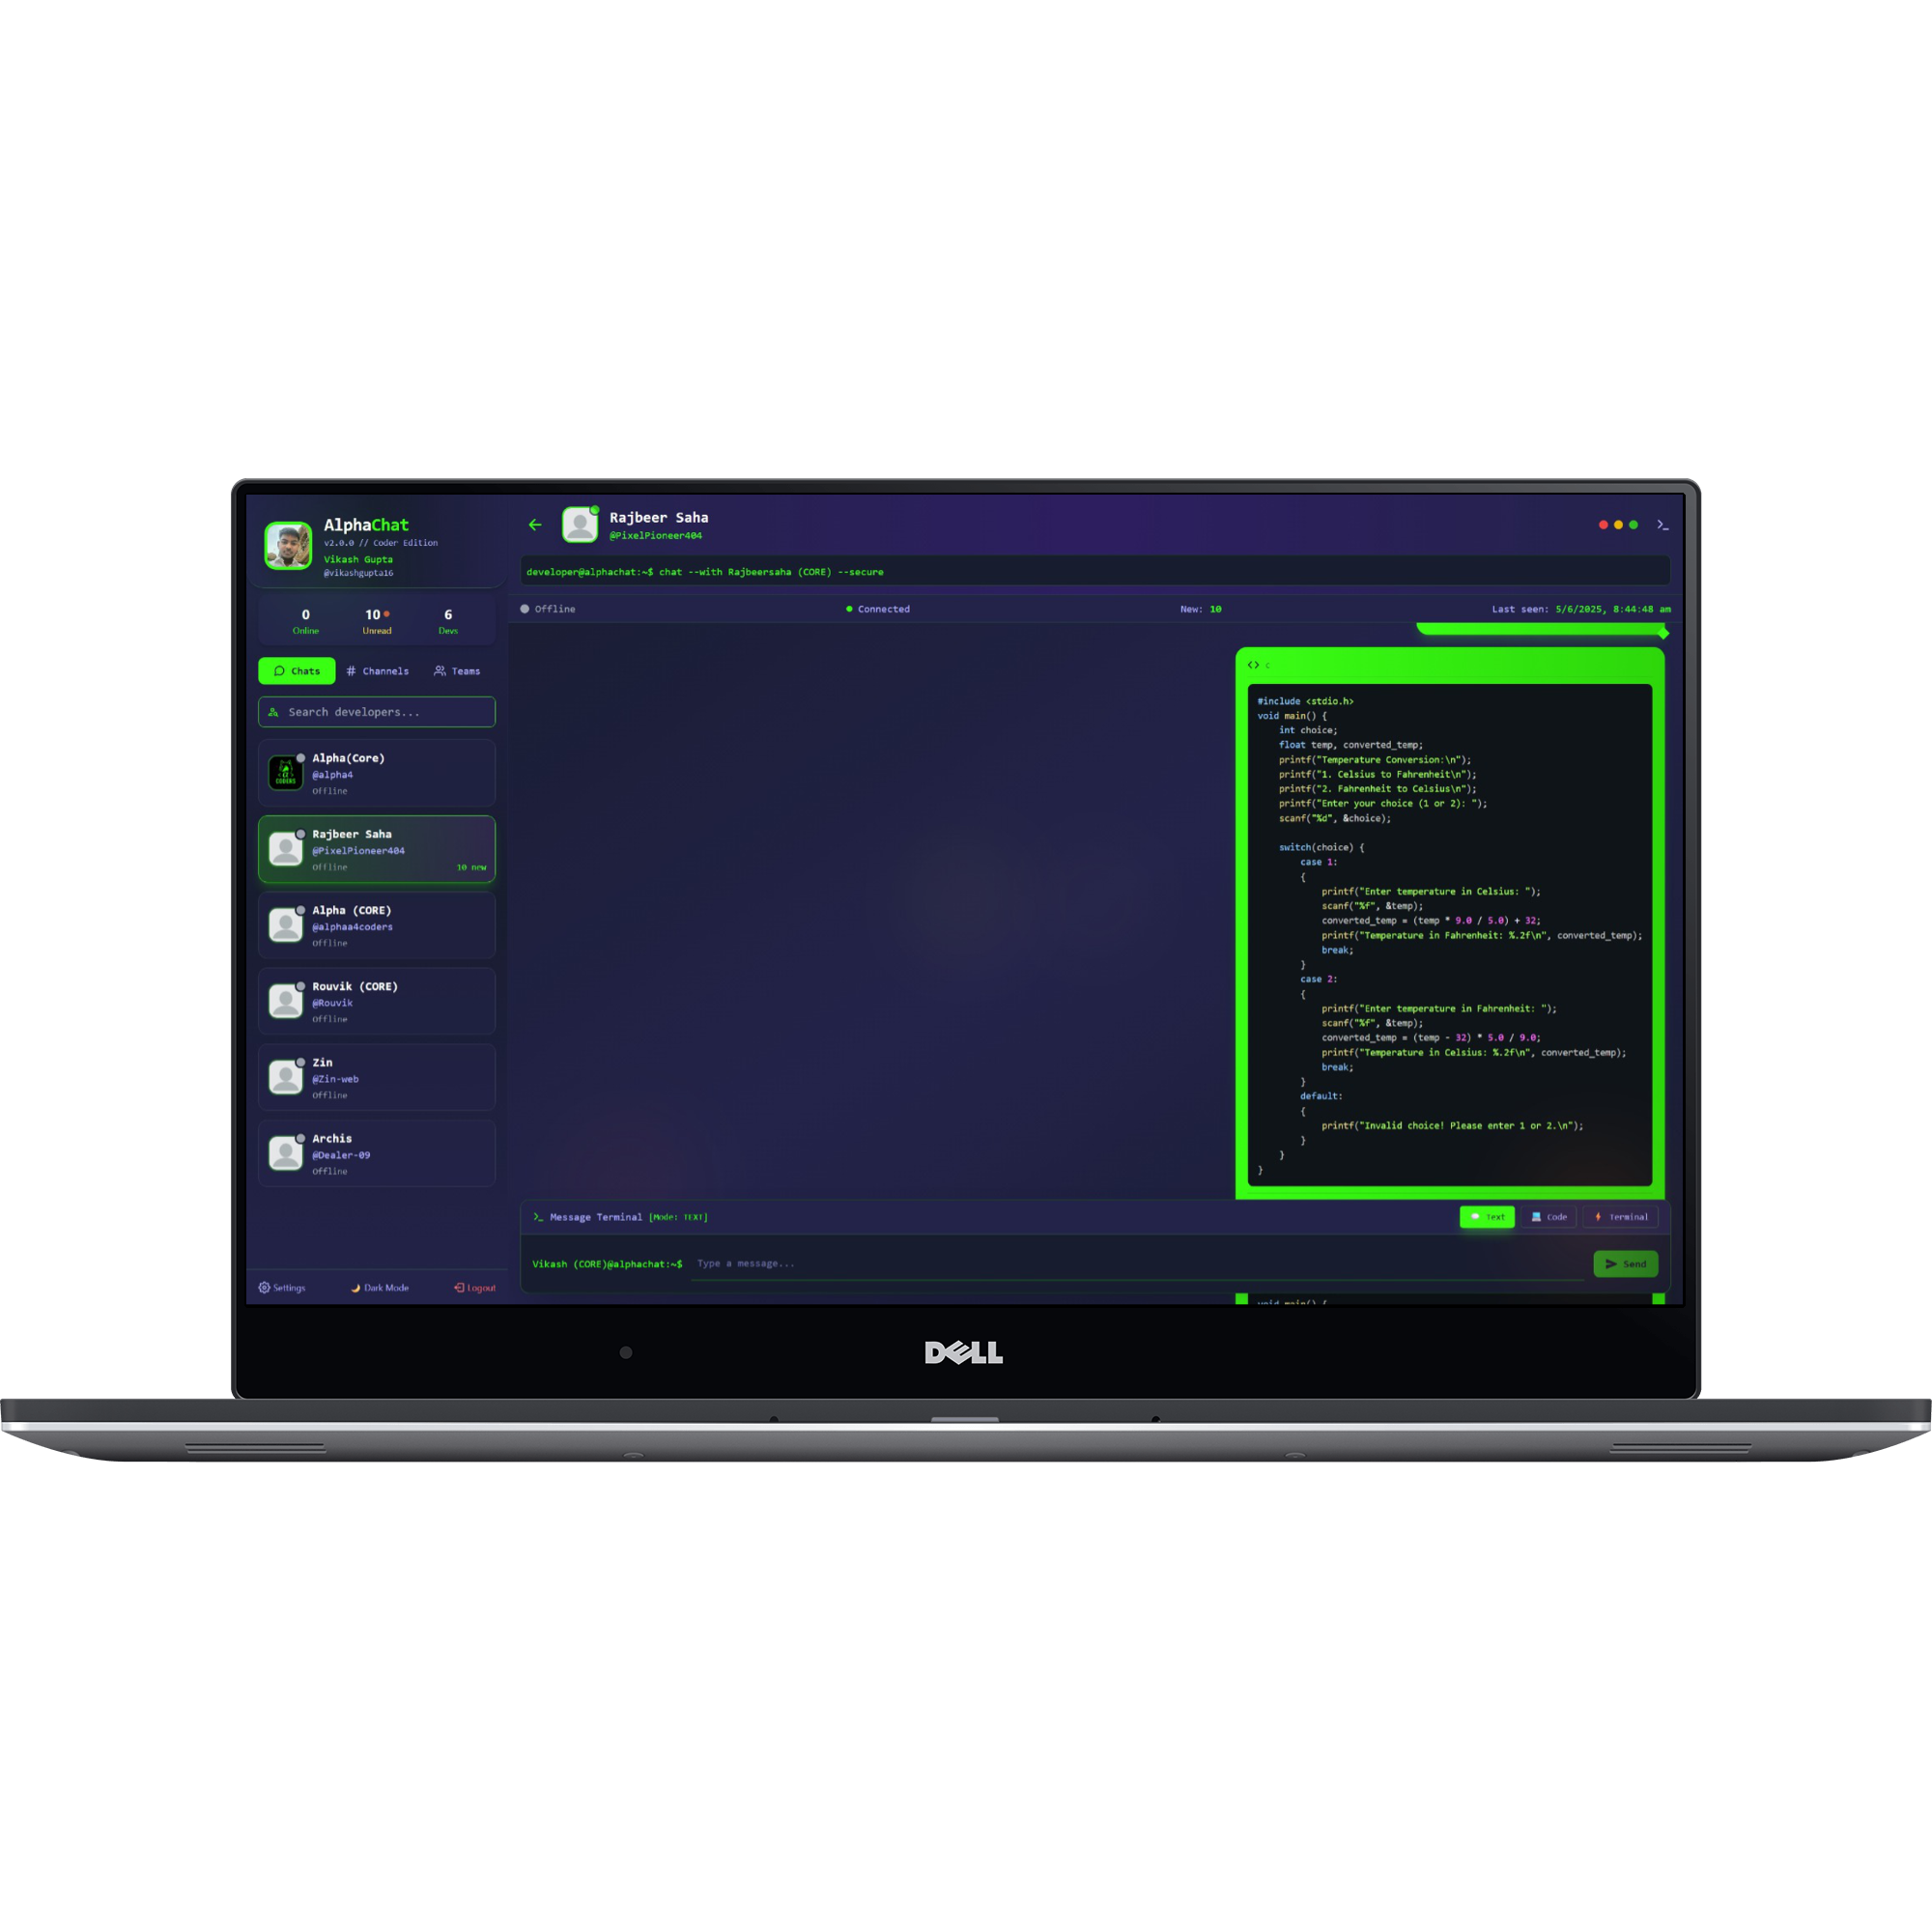 AlphaChat
v2.0.0 // Coder Edition
Vikash Gupta
@vikashgupta16
0
Online
10
Unread
6
Devs
Chats
# Channels
Teams
Search developers...
CODERS
Alpha(Core)
@alpha4
Offline
Rajbeer Saha
@PixelPioneer404
Offline
10 new
Alpha (CORE)
@alphaa4coders
Offline
Rouvik (CORE)
@Rouvik
Offline
Zin
@Zin-web
Offline
Archis
@Dealer-09
Offline
Settings
Dark Mode
Logout
Rajbeer Saha
@PixelPioneer404
>_
developer@alphachat:~$ chat --with Rajbeersaha (CORE) --secure
Offline
Connected
New: 10
Last seen: 5/6/2025, 8:44:48 am
<> c
#include <stdio.h>
void main() {
    int choice;
    float temp, converted_temp;
    printf("Temperature Conversion:\n");
    printf("1. Celsius to Fahrenheit\n");
    printf("2. Fahrenheit to Celsius\n");
    printf("Enter your choice (1 or 2): ");
    scanf("%d", &choice);
    switch(choice) {
        case 1:
        {
            printf("Enter temperature in Celsius: ");
            scanf("%f", &temp);
            converted_temp = (temp * 9.0 / 5.0) + 32;
            printf("Temperature in Fahrenheit: %.2f\n", converted_temp);
            break;
        }
        case 2:
        {
            printf("Enter temperature in Fahrenheit: ");
            scanf("%f", &temp);
            converted_temp = (temp - 32) * 5.0 / 9.0;
            printf("Temperature in Celsius: %.2f\n", converted_temp);
            break;
        }
        default:
        {
            printf("Invalid choice! Please enter 1 or 2.\n");
        }
    }
}
>_ Message Terminal [Mode: TEXT]
Text
Code
Terminal
Vikash (CORE)@alphachat:~$ Type a message...
Send
void main() {
DELL